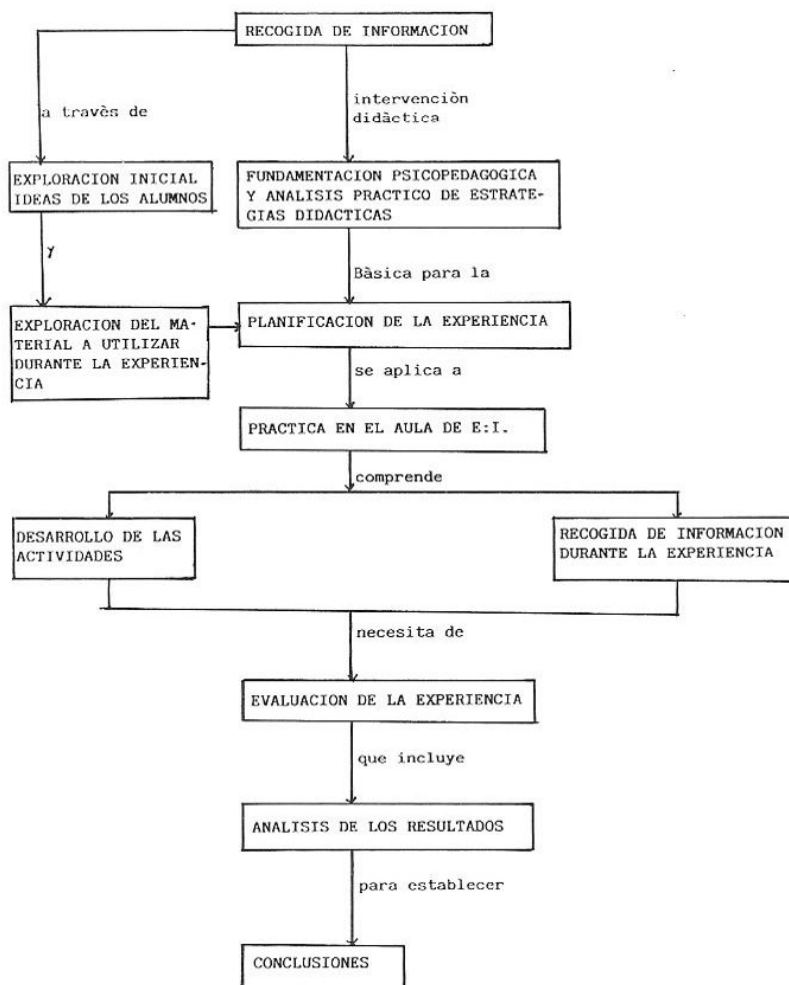 RECOGIDA DE INFORMACION
a travès de
intervenciòn
didàctica
EXPLORACION INICIAL
IDEAS DE LOS ALUMNOS
FUNDAMENTACION PSICOPEDAGOGICA
Y ANALISIS PRACTICO DE ESTRATE-
GIAS DIDACTICAS
y
Bàsica para la
EXPLORACION DEL MA-
TERIAL A UTILIZAR
DURANTE LA EXPERIEN-
CIA
PLANIFICACION DE LA EXPERIENCIA
se aplica a
PRACTICA EN EL AULA DE E:I.
comprende
DESARROLLO DE LAS
ACTIVIDADES
RECOGIDA DE INFORMACION
DURANTE LA EXPERIENCIA
necesita de
EVALUACION DE LA EXPERIENCIA
que incluye
ANALISIS DE LOS RESULTADOS
para establecer
CONCLUSIONES